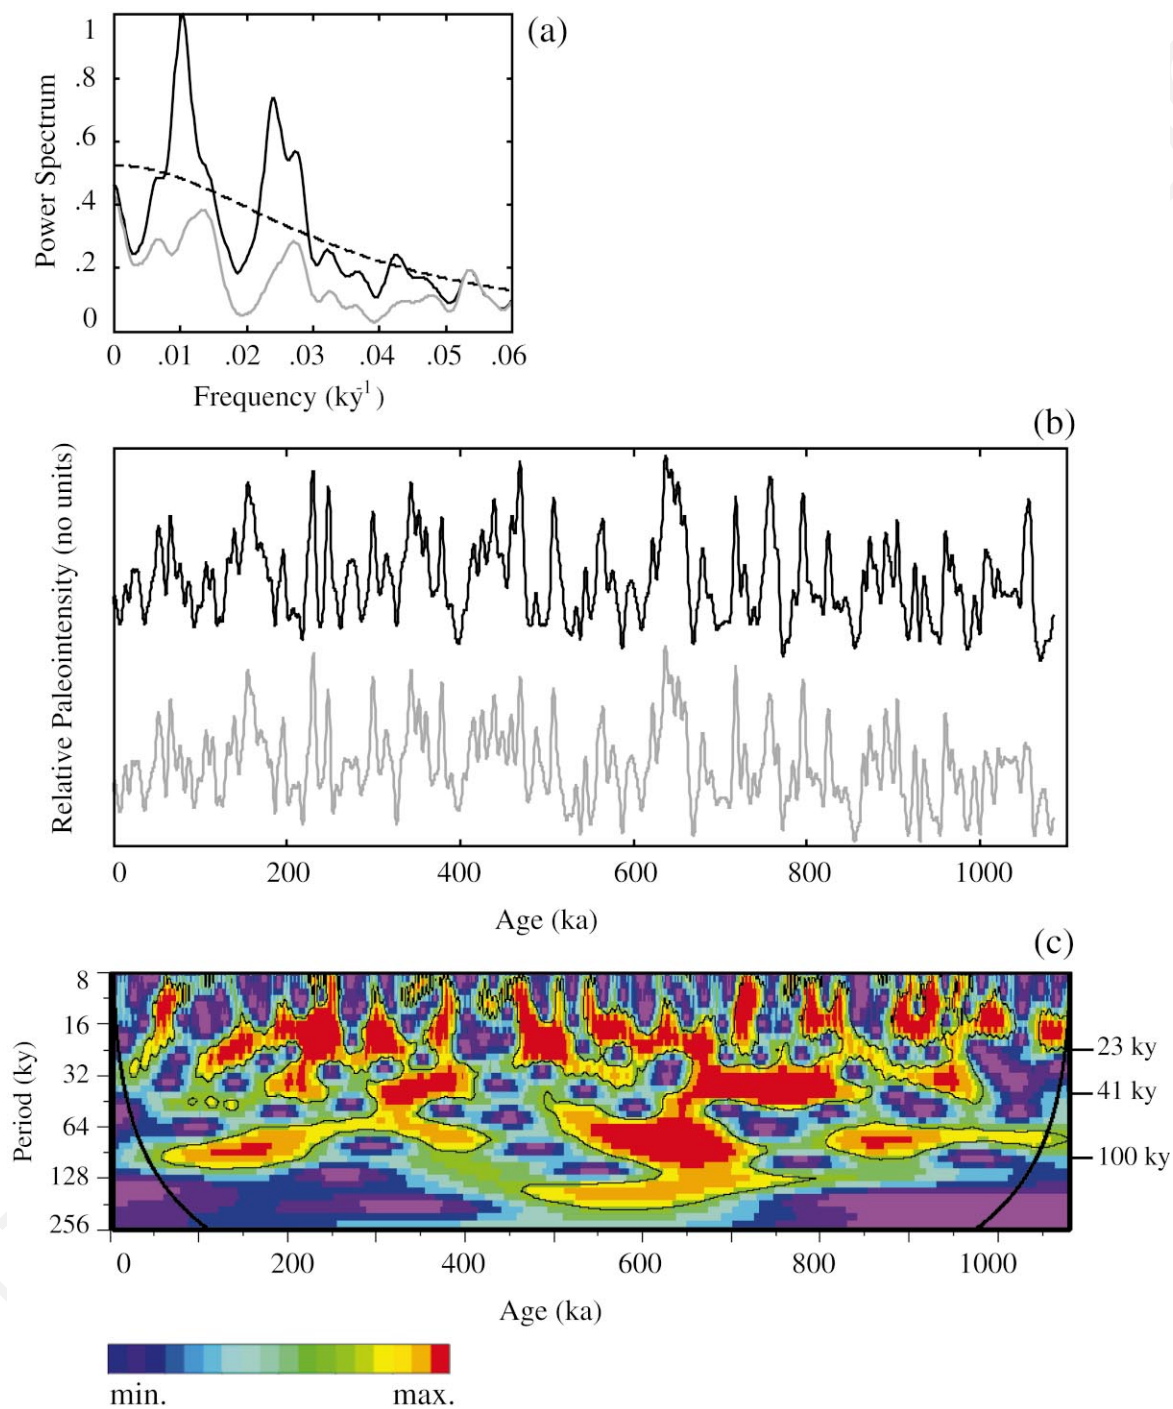 (a)
Power Spectrum
1
.8
.6
.4
.2
0
0 .01 .02 .03 .04 .05 .06
Frequency (ky⁻¹)
(b)
Relative Paleointensity (no units)
0 200 400 600 800 1000
Age (ka)
(c)
Period (ky)
8
16
32
64
128
256
23 ky
41 ky
100 ky
0 200 400 600 800 1000
Age (ka)
min. max.